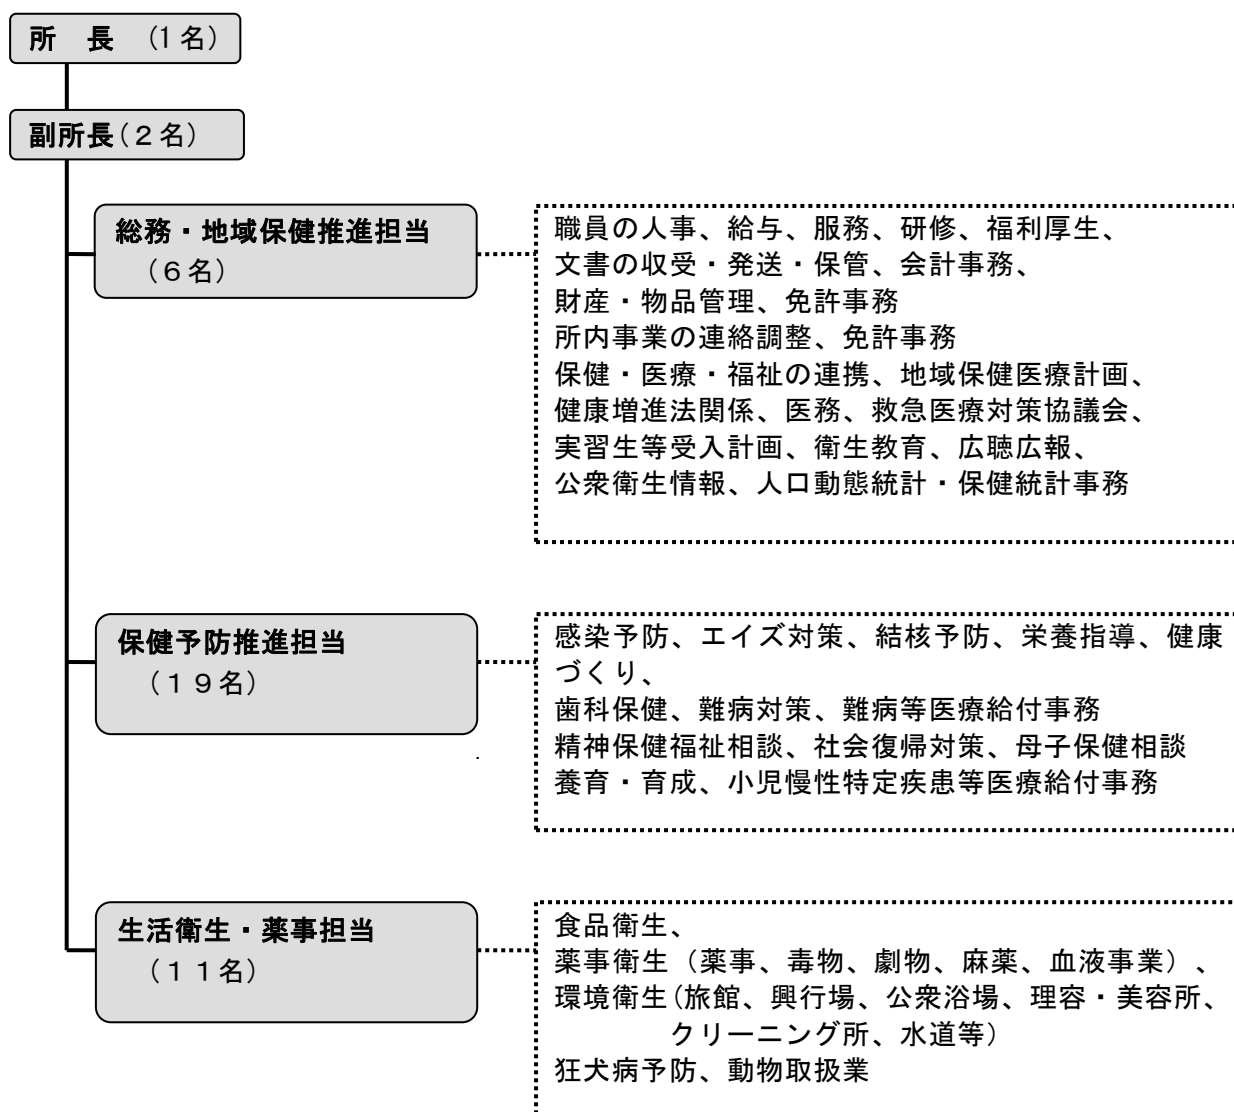 所　長　（1名）
副所長（２名）
総務・地域保健推進担当
（６名）
職員の人事、給与、服務、研修、福利厚生、
文書の収受・発送・保管、会計事務、
財産・物品管理、免許事務
所内事業の連絡調整、免許事務
保健・医療・福祉の連携、地域保健医療計画、
健康増進法関係、医務、救急医療対策協議会、
実習生等受入計画、衛生教育、広聴広報、
公衆衛生情報、人口動態統計・保健統計事務
保健予防推進担当
（１９名）
感染予防、エイズ対策、結核予防、栄養指導、健康
づくり、
歯科保健、難病対策、難病等医療給付事務
精神保健福祉相談、社会復帰対策、母子保健相談
養育・育成、小児慢性特定疾患等医療給付事務
生活衛生・薬事担当
（１１名）
食品衛生、
薬事衛生（薬事、毒物、劇物、麻薬、血液事業）、
環境衛生（旅館、興行場、公衆浴場、理容・美容所、
クリーニング所、水道等）
狂犬病予防、動物取扱業